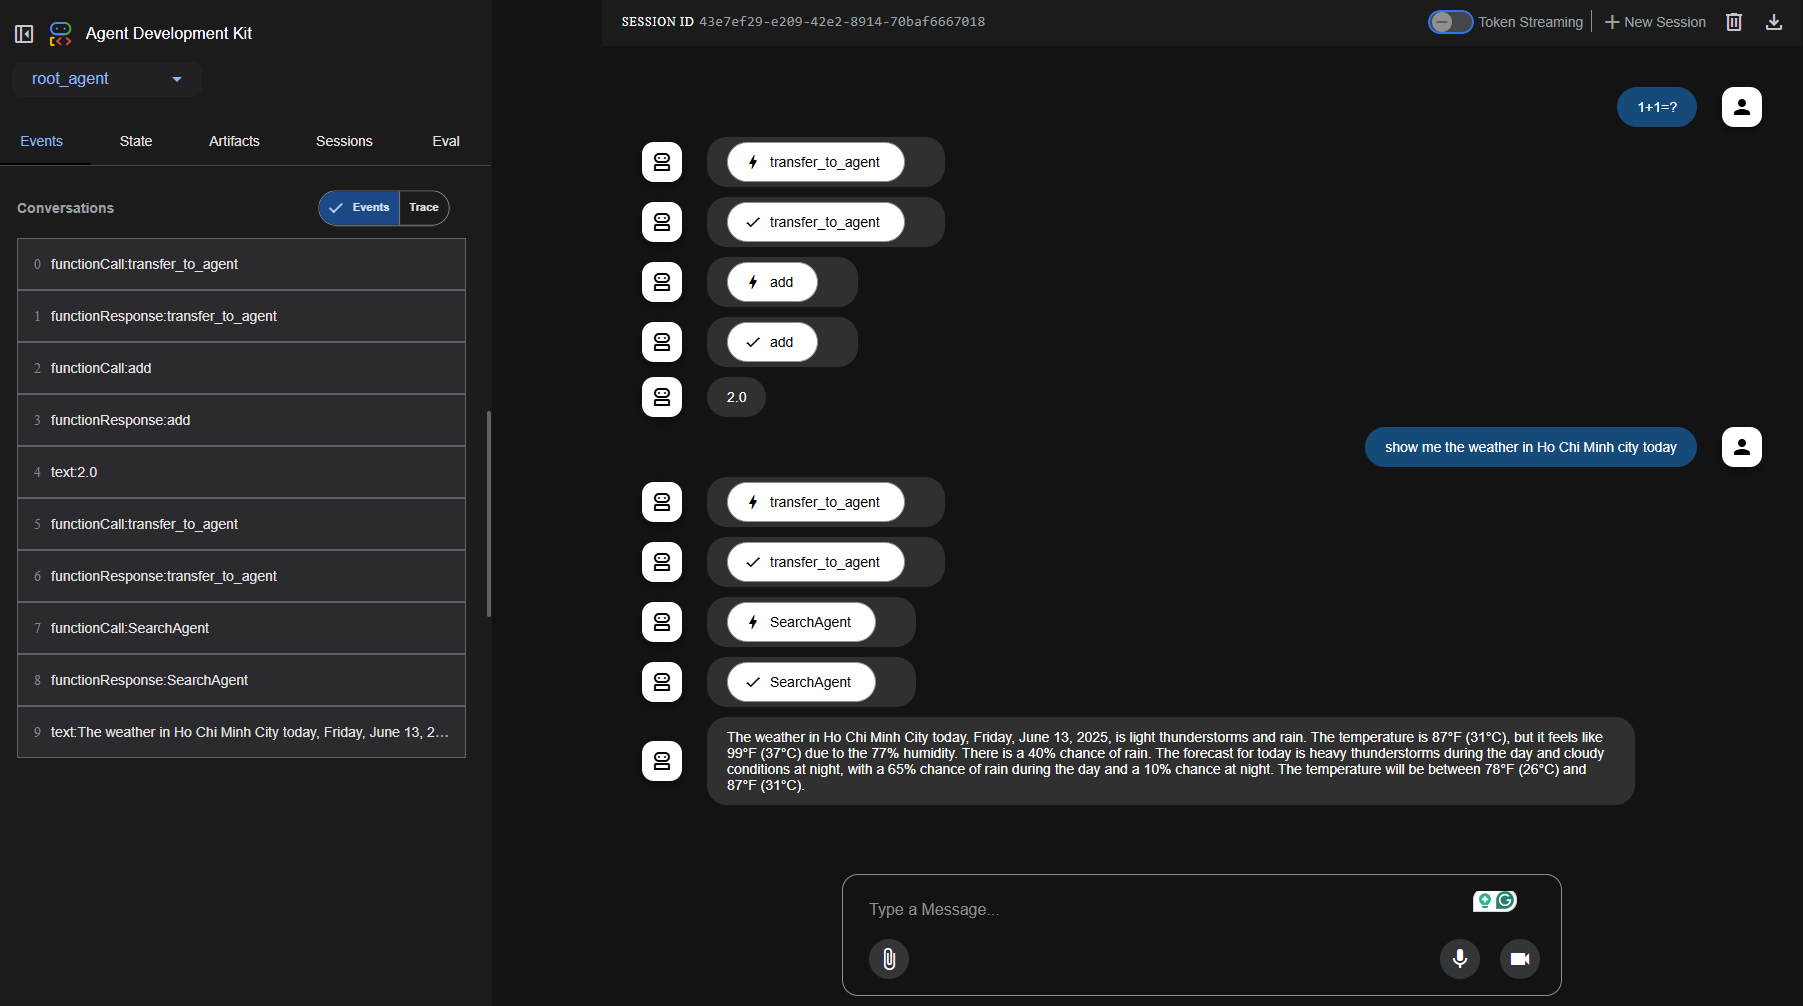 Agent Development Kit
root_agent
Events State Artifacts Sessions Eval
Conversations Events Trace
0 functionCall:transfer_to_agent
1 functionResponse:transfer_to_agent
2 functionCall:add
3 functionResponse:add
4 text:2.0
5 functionCall:transfer_to_agent
6 functionResponse:transfer_to_agent
7 functionCall:SearchAgent
8 functionResponse:SearchAgent
9 text:The weather in Ho Chi Minh City today, Friday, June 13, 2...
SESSION ID 43e7ef29-e209-42e2-8914-70baf6667018
Token Streaming
New Session
1+1=?
transfer_to_agent
transfer_to_agent
add
add
2.0
show me the weather in Ho Chi Minh city today
transfer_to_agent
transfer_to_agent
SearchAgent
SearchAgent
The weather in Ho Chi Minh City today, Friday, June 13, 2025, is light thunderstorms and rain. The temperature is 87°F (31°C), but it feels like
99°F (37°C) due to the 77% humidity. There is a 40% chance of rain. The forecast for today is heavy thunderstorms during the day and cloudy
conditions at night, with a 65% chance of rain during the day and a 10% chance at night. The temperature will be between 78°F (26°C) and
87°F (31°C).
Type a Message...